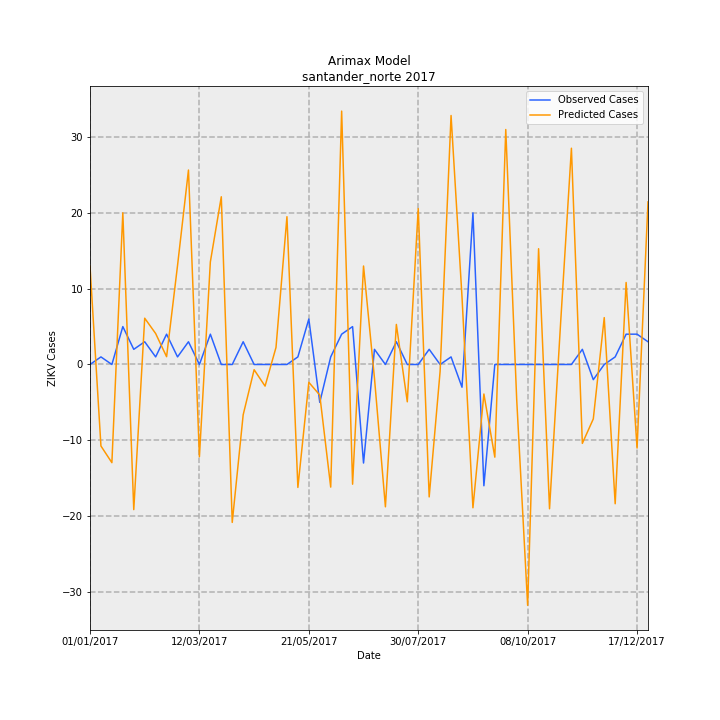 Arimax Model
santander_norte 2017
Observed Cases
Predicted Cases
ZIKV Cases
30
20
10
0
−10
−20
−30
01/01/2017
12/03/2017
21/05/2017
30/07/2017
08/10/2017
17/12/2017
Date